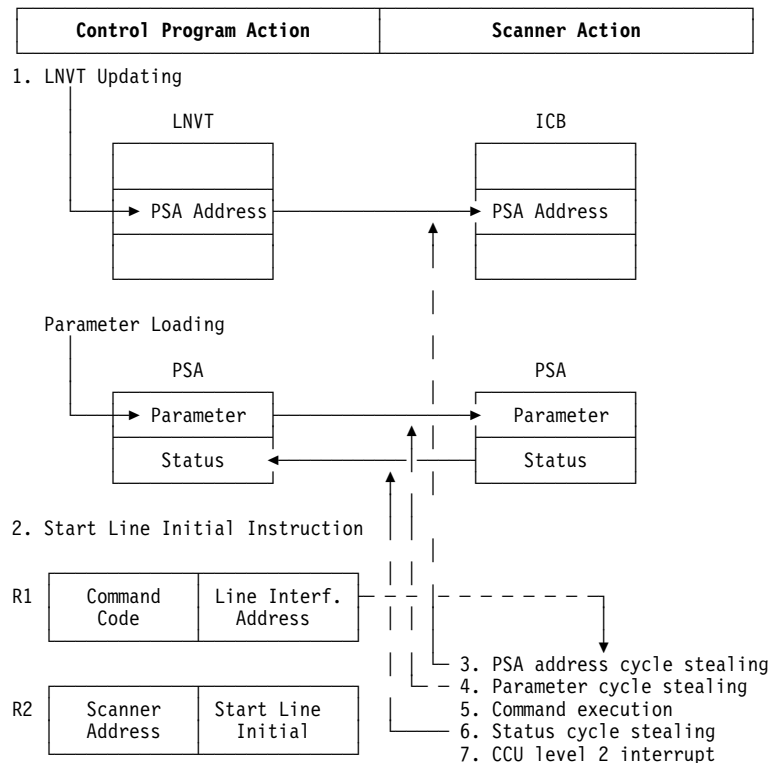 Control Program Action Scanner Action
1. LNVT Updating
LNVT ICB
PSA Address PSA Address
Parameter Loading
PSA PSA
Parameter Parameter
Status Status
2. Start Line Initial Instruction
R1 Command Line Interf.
Code Address
3. PSA address cycle stealing
4. Parameter cycle stealing
R2 Scanner Start Line 5. Command execution
Address Initial 6. Status cycle stealing
7. CCU level 2 interrupt